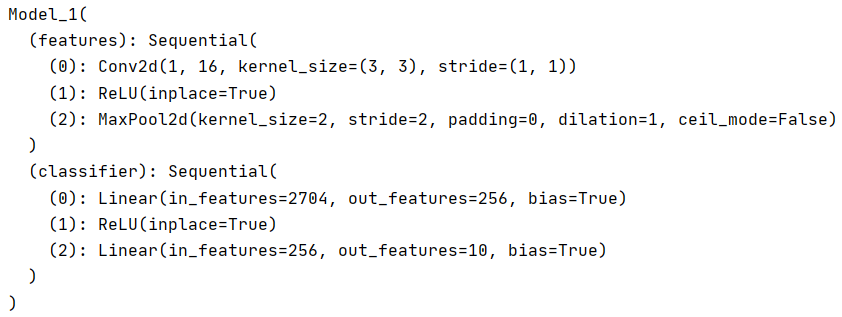 Model_1(
  (features): Sequential(
    (0): Conv2d(1, 16, kernel_size=(3, 3), stride=(1, 1))
    (1): ReLU(inplace=True)
    (2): MaxPool2d(kernel_size=2, stride=2, padding=0, dilation=1, ceil_mode=False)
  )
  (classifier): Sequential(
    (0): Linear(in_features=2704, out_features=256, bias=True)
    (1): ReLU(inplace=True)
    (2): Linear(in_features=256, out_features=10, bias=True)
  )
)